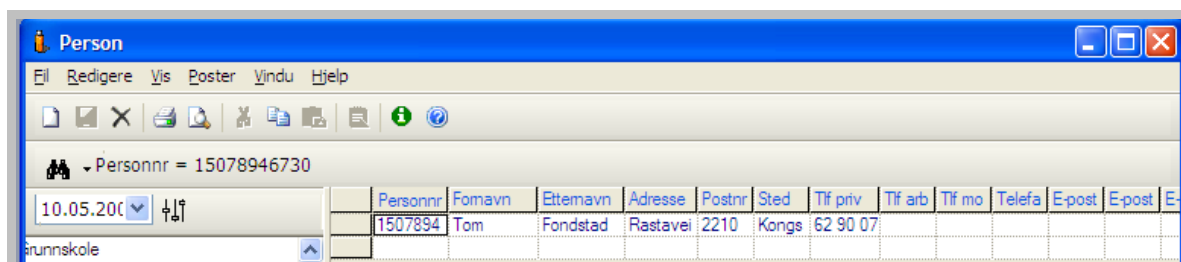 Person
Fil Redigere Vis Poster Vindu Hjelp
Personnr = 15078946730
10.05.200
Personnr Fornavn Etternavn Adresse Postnr Sted Tlf priv Tlf arb Tlf mo Telefa E-post E-post E-
1507894 Tom Fondstad Rastavei 2210 Kongs 62 90 07
Grunnskole